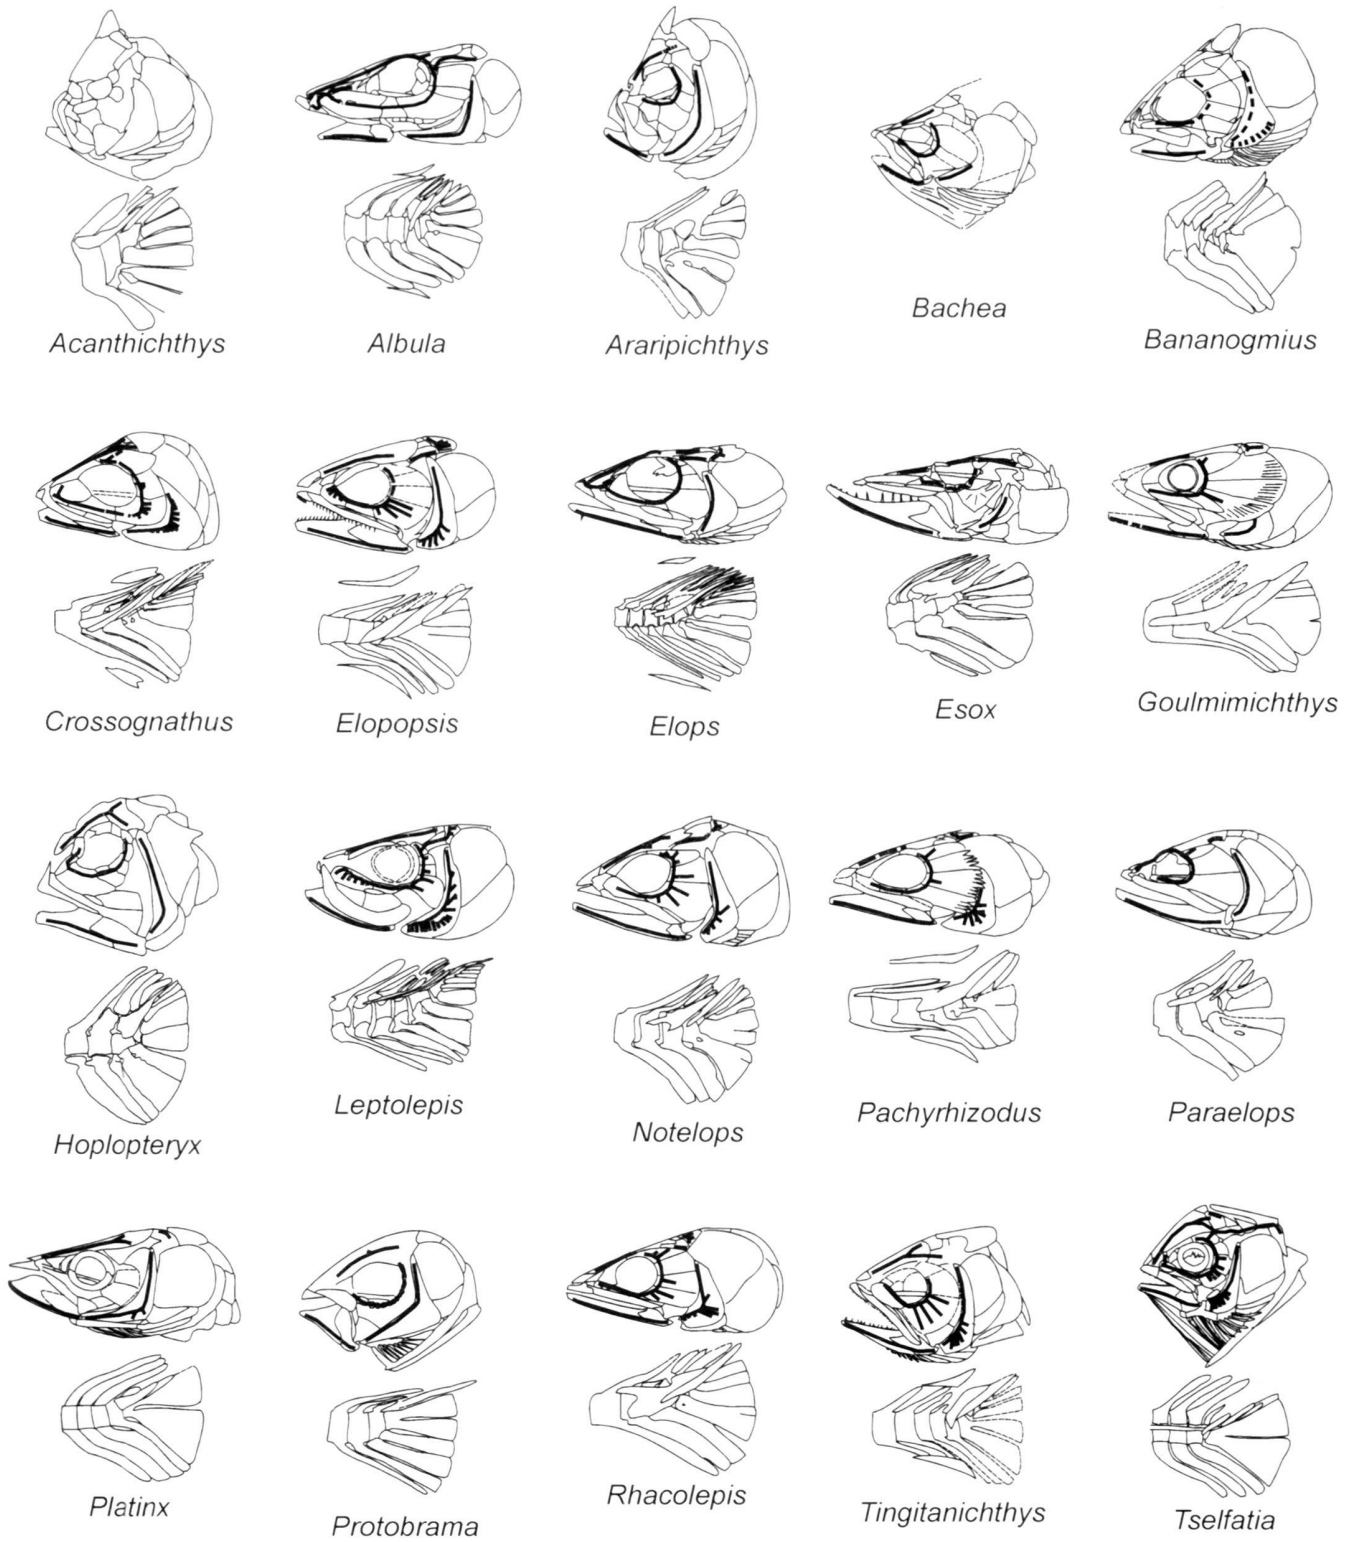 Acanthichthys
Albula
Araripichthys
Bachea
Bananogmius
Crossognathus
Elopopsis
Elops
Esox
Goulmimichthys
Hoplopteryx
Leptolepis
Notelops
Pachyrhizodus
Paraelops
Platinx
Protobrama
Rhacolepis
Tingitanichthys
Tselfatia